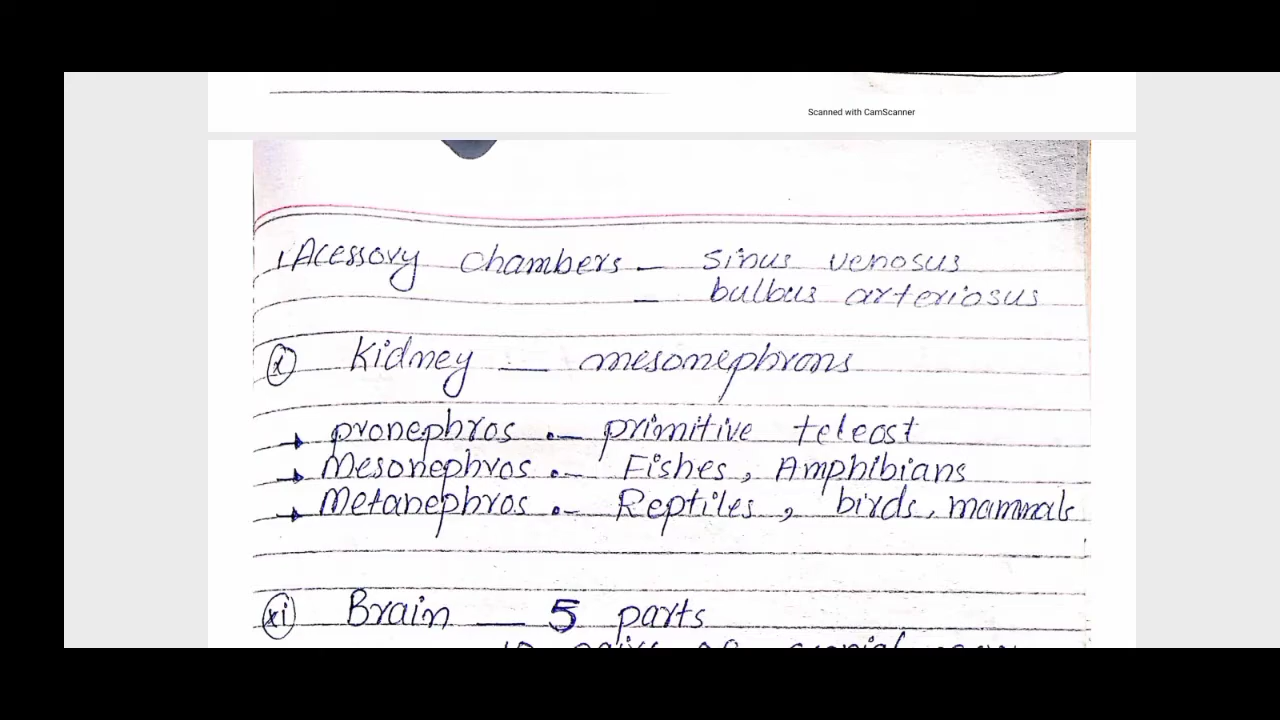 Scanned with CamScanner
Acessory chambers – sinus venosus
– bulbus arteriosus
(x) Kidney — mesonephrons
→ pronephros :– primitive teleost
→ Mesonephros :– Fishes, Amphibians
→ Metanephros :– Reptiles, birds, mammals
(xi) Brain — 5 parts